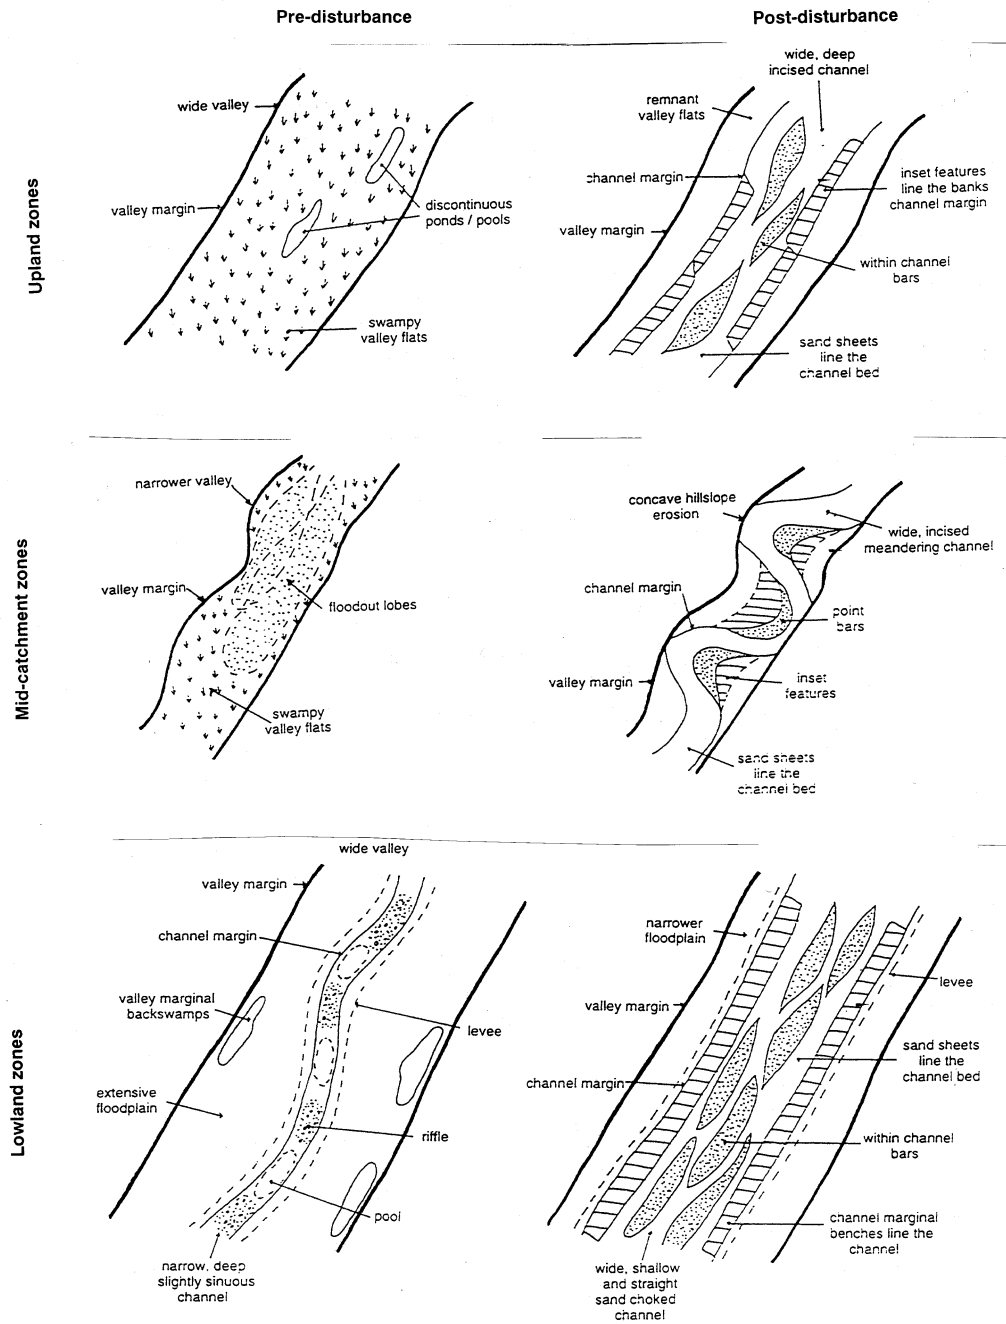 Pre-disturbance
Post-disturbance
Upland zones
wide valley
valley margin
discontinuous
ponds / pools
swampy
valley flats
wide, deep
incised channel
remnant
valley flats
channel margin
valley margin
inset features
line the banks
channel margin
within channel
bars
sand sheets
line the
channel bed
Mid-catchment zones
narrower valley
valley margin
floodout lobes
swampy
valley flats
concave hillslope
erosion
wide, incised
meandering channel
channel margin
point
bars
valley margin
inset
features
sand sheets
line the
channel bed
Lowland zones
wide valley
valley margin
channel margin
valley marginal
backswamps
levee
extensive
floodplain
riffle
pool
narrow, deep
slightly sinuous
channel
narrower
floodplain
levee
valley margin
sand sheets
line the
channel bed
channel margin
within channel
bars
channel marginal
benches line the
channel
wide, shallow
and straight
sand choked
channel